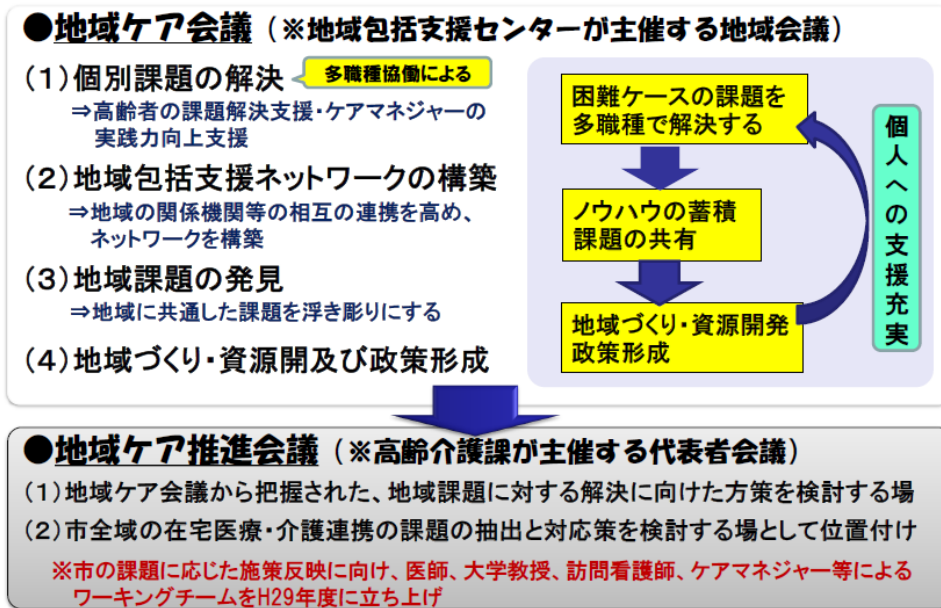 ●地域ケア会議（※地域包括支援センターが主催する地域会議）
（1）個別課題の解決
多職種協働による
⇒高齢者の課題解決支援・ケアマネジャーの
実践力向上支援
（2）地域包括支援ネットワークの構築
⇒地域の関係機関等の相互の連携を高め、
ネットワークを構築
（3）地域課題の発見
⇒地域に共通した課題を浮き彫りにする
（4）地域づくり・資源開及び政策形成
困難ケースの課題を
多職種で解決する
ノウハウの蓄積
課題の共有
地域づくり・資源開発
政策形成
個人への支援充実
●地域ケア推進会議（※高齢介護課が主催する代表者会議）
（1）地域ケア会議から把握された、地域課題に対する解決に向けた方策を検討する場
（2）市全域の在宅医療・介護連携の課題の抽出と対応策を検討する場として位置付け
※市の課題に応じた施策反映に向け、医師、大学教授、訪問看護師、ケアマネジャー等による
ワーキングチームをH29年度に立ち上げ